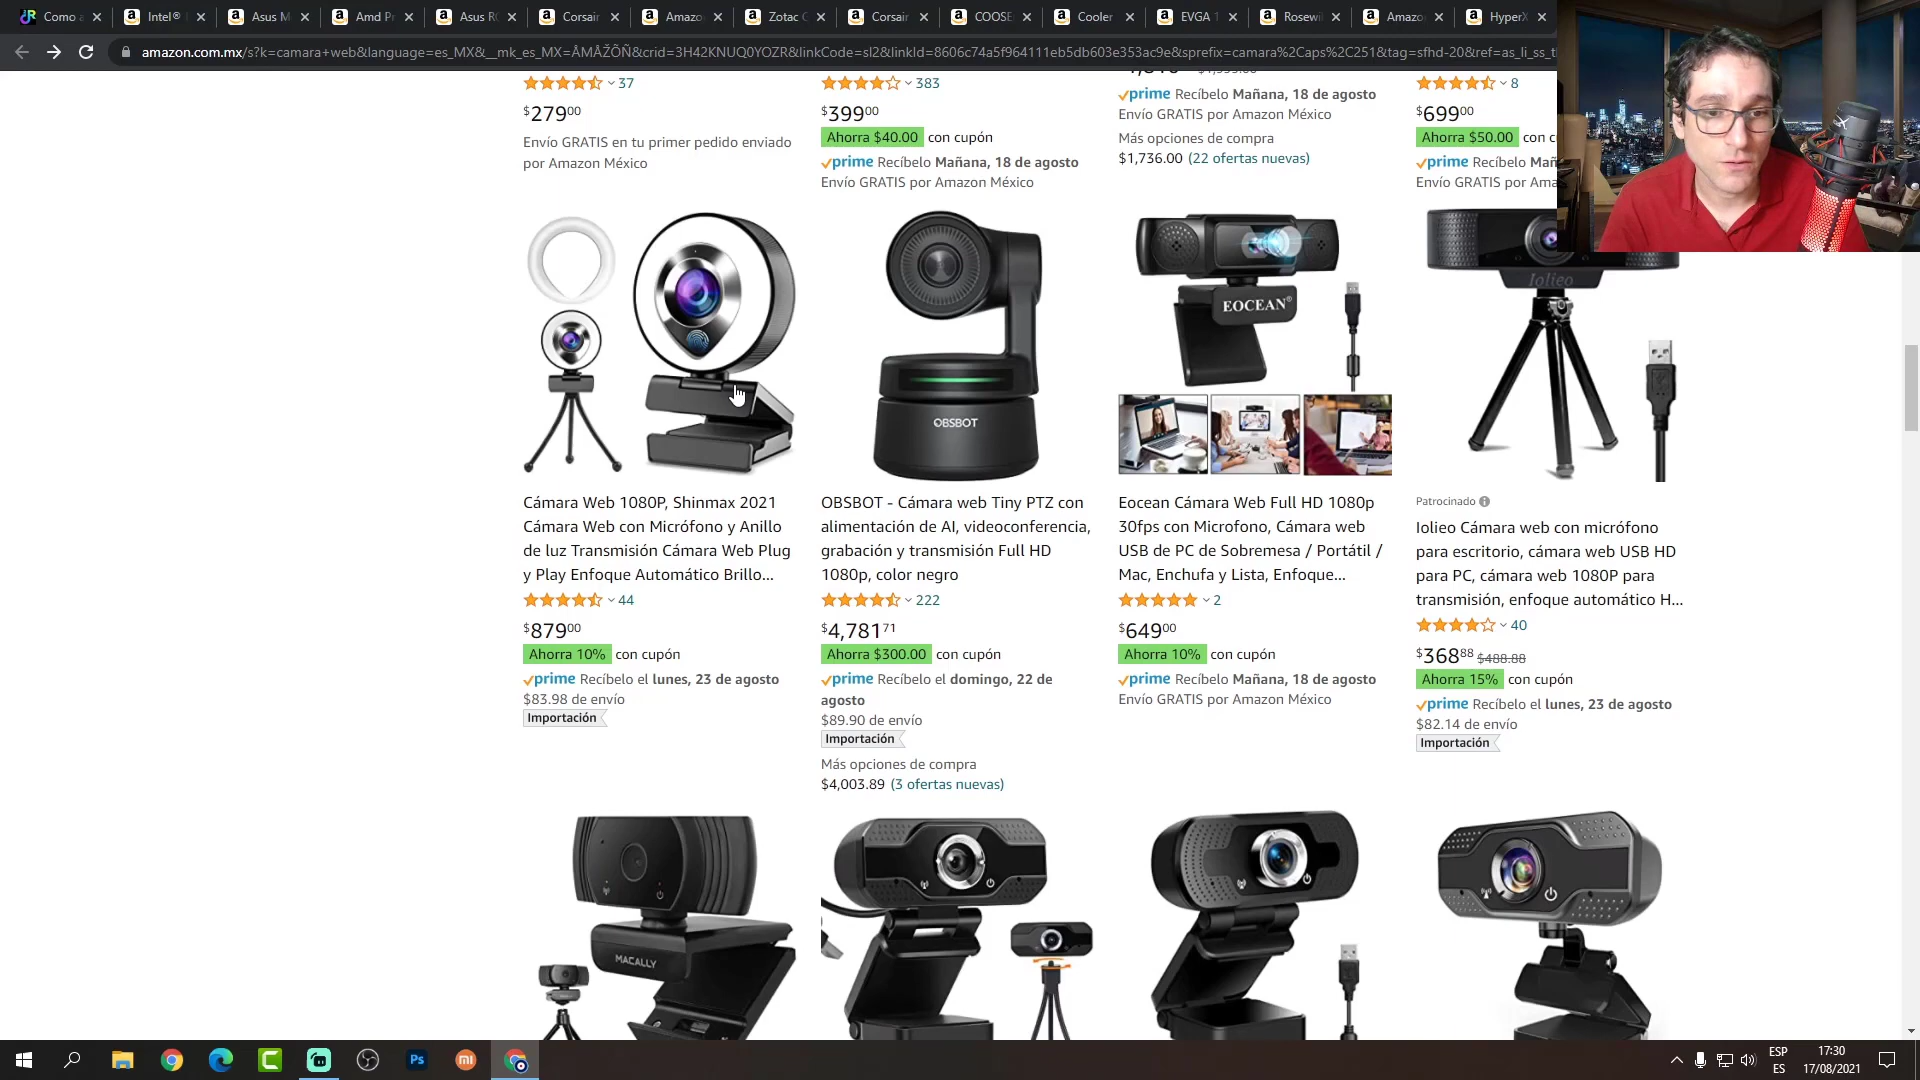 Como a
Intel®
Asus M
Amd Pr
Asus RO
Corsair
Amazo
Zotac G
Corsair
COOSE
Cooler
EVGA 1
Rosewi
Amazo
HyperX
amazon.com.mx/s?k=camara+web&language=es_MX&__mk_es_MX=ÅMÅŽÕÑ&crid=3H42KNUQ0YOZR&linkCode=sl2&linkId=8606c74a5f964111eb5db603e353ac9e&sprefix=camara%2Caps%2C251&tag=sfhd-20&ref=as_li_ss_t
37
$27900
Envío GRATIS en tu primer pedido enviado
por Amazon México
383
$39900
Ahorra $40.00 con cupón
prime Recíbelo Mañana, 18 de agosto
Envío GRATIS por Amazon México
prime Recíbelo Mañana, 18 de agosto
Envío GRATIS por Amazon México
Más opciones de compra
$1,736.00 (22 ofertas nuevas)
8
$69900
Ahorra $50.00 con c
prime Recíbelo Mañ
Envío GRATIS por Ama
OBSBOT
EOCEAN®
Iolieo
Cámara Web 1080P, Shinmax 2021
Cámara Web con Micrófono y Anillo
de luz Transmisión Cámara Web Plug
y Play Enfoque Automático Brillo...
44
$87900
Ahorra 10% con cupón
prime Recíbelo el lunes, 23 de agosto
$83.98 de envío
Importación
OBSBOT - Cámara web Tiny PTZ con
alimentación de AI, videoconferencia,
grabación y transmisión Full HD
1080p, color negro
222
$4,78171
Ahorra $300.00 con cupón
prime Recíbelo el domingo, 22 de
agosto
$89.90 de envío
Importación
Más opciones de compra
$4,003.89 (3 ofertas nuevas)
Eocean Cámara Web Full HD 1080p
30fps con Microfono, Cámara web
USB de PC de Sobremesa / Portátil /
Mac, Enchufa y Lista, Enfoque...
2
$64900
Ahorra 10% con cupón
prime Recíbelo Mañana, 18 de agosto
Envío GRATIS por Amazon México
Patrocinado
Iolieo Cámara web con micrófono
para escritorio, cámara web USB HD
para PC, cámara web 1080P para
transmisión, enfoque automático H...
40
$36888 $488.88
Ahorra 15% con cupón
prime Recíbelo el lunes, 23 de agosto
$82.14 de envío
Importación
MACALLY
Ps
ESP
ES
17:30
17/08/2021